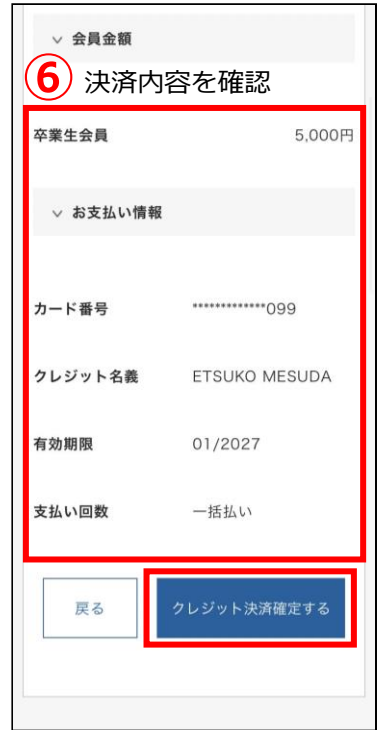 会員金額
⑥ 決済内容を確認
卒業生会員 5,000円
お支払い情報
カード番号 *************099
クレジット名義 ETSUKO MESUDA
有効期限 01/2027
支払い回数 一括払い
戻る クレジット決済確定する